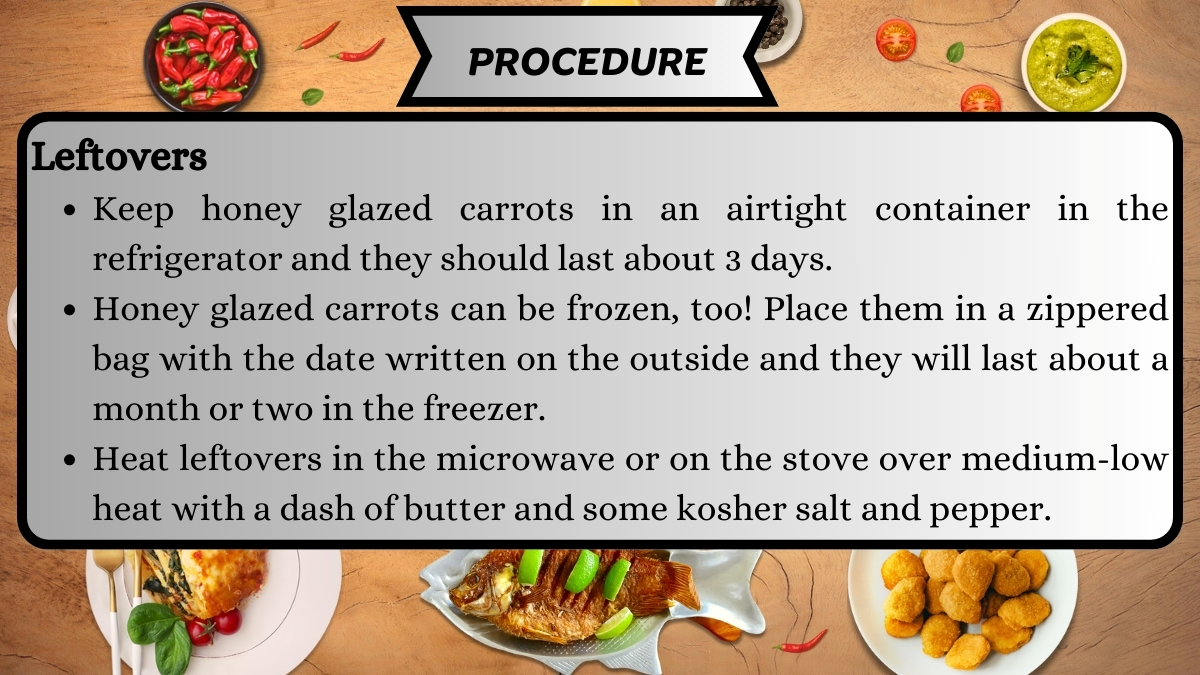 PROCEDURE
Leftovers
• Keep honey glazed carrots in an airtight container in the
refrigerator and they should last about 3 days.
• Honey glazed carrots can be frozen, too! Place them in a zippered
bag with the date written on the outside and they will last about a
month or two in the freezer.
• Heat leftovers in the microwave or on the stove over medium-low
heat with a dash of butter and some kosher salt and pepper.